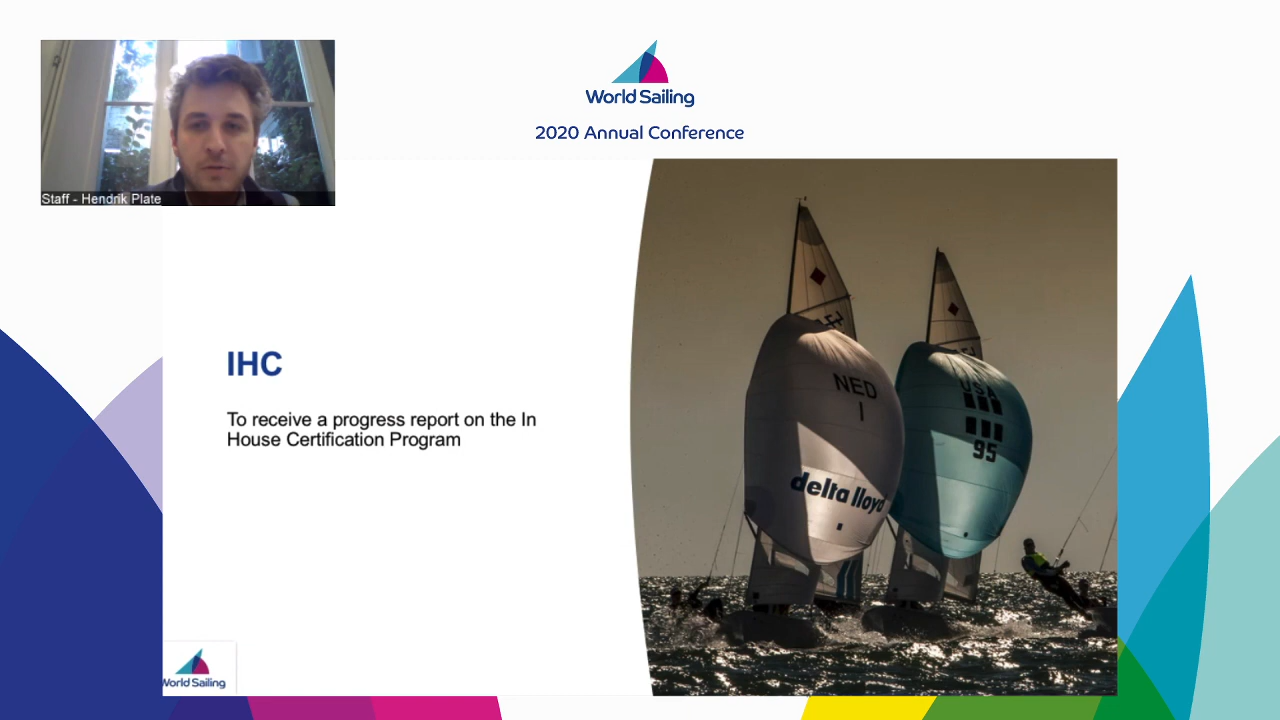 World Sailing
2020 Annual Conference
Staff - Hendrik Plate
IHC
To receive a progress report on the In
House Certification Program
NED
1
delta lloyd
USA
95
World Sailing